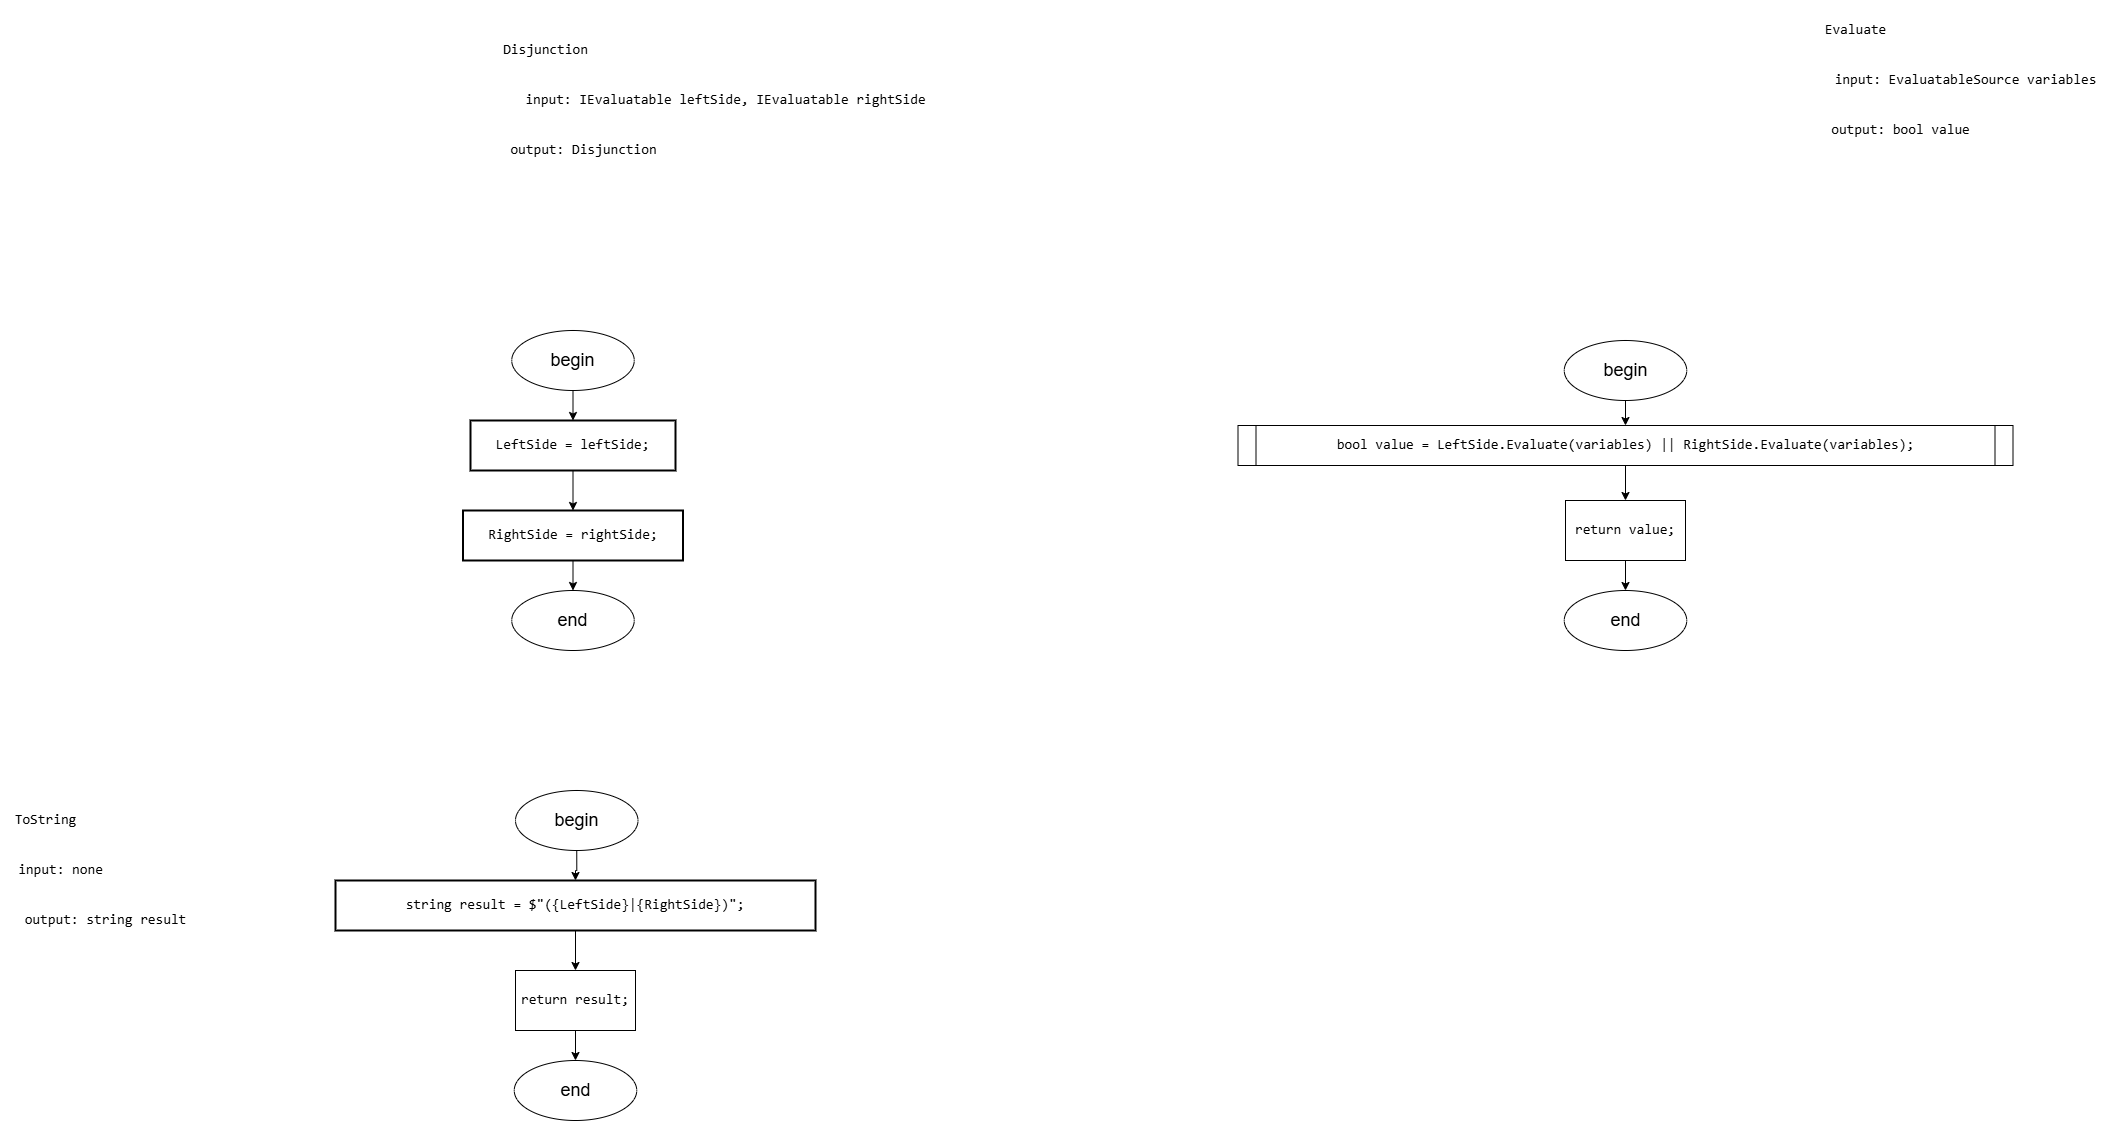 Disjunction
input: IEvaluatable leftSide, IEvaluatable rightSide
output: Disjunction
begin
LeftSide = leftSide;
RightSide = rightSide;
end
Evaluate
input: EvaluatableSource variables
output: bool value
begin
bool value = LeftSide.Evaluate(variables) || RightSide.Evaluate(variables);
return value;
end
ToString
input: none
output: string result
begin
string result = $"({LeftSide}|{RightSide})";
return result;
end